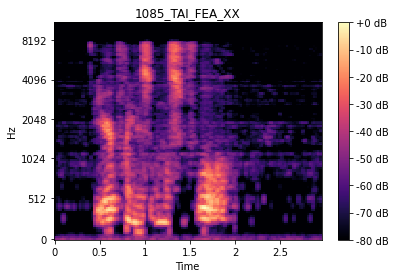 1085_TAI_FEA_XX
+0 dB
8192
-10 dB
4096
-20 dB
-30 dB
2048
Hz
-40 dB
1024
-50 dB
512
-60 dB
-70 dB
0
-80 dB
0 0.5 1 1.5 2 2.5
Time